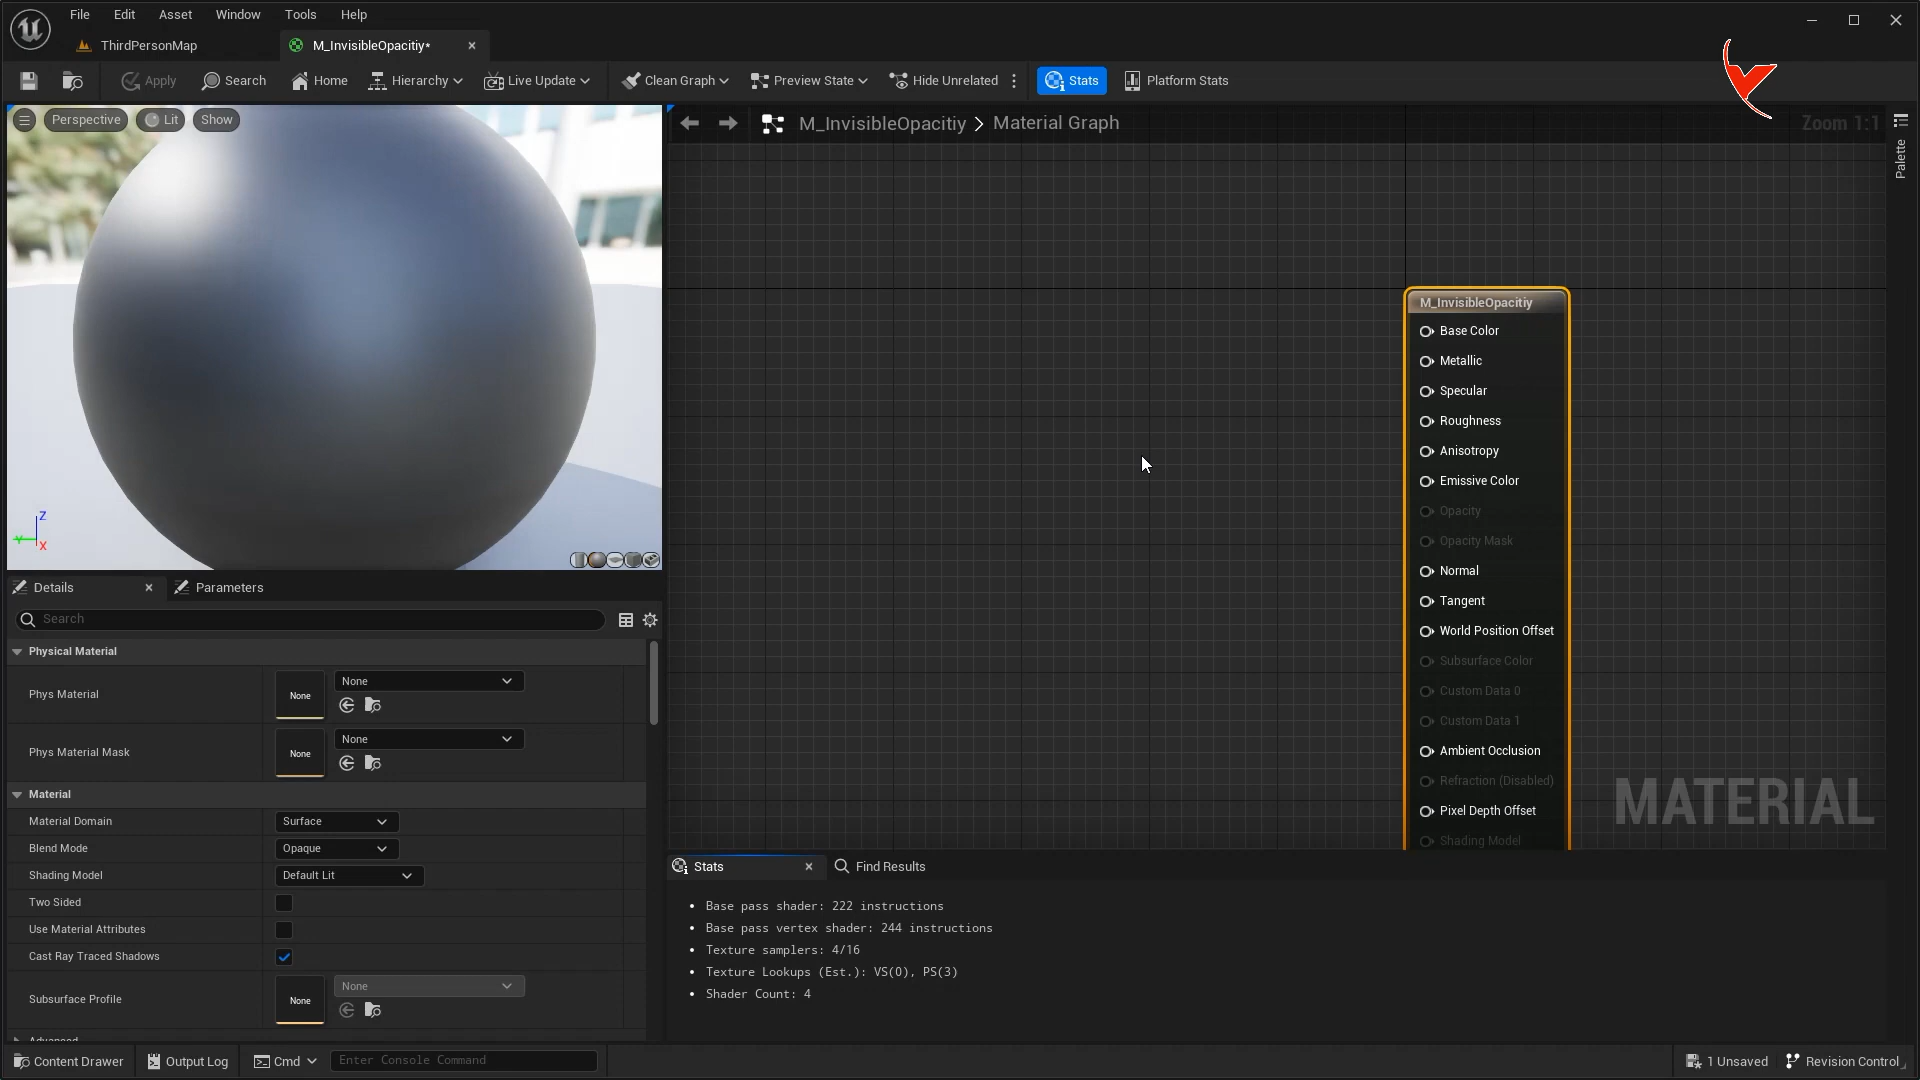 File Edit Asset Window Tools Help
ThirdPersonMap M_InvisibleOpacitiy*
Apply Search Home Hierarchy Live Update Clean Graph Preview State Hide Unrelated Stats Platform Stats
Perspective Lit Show
M_InvisibleOpacitiy > Material Graph
Zoom 1:1
Palette
M_InvisibleOpacitiy
Base Color
Metallic
Specular
Roughness
Anisotropy
Emissive Color
Opacity
Opacity Mask
Normal
Tangent
World Position Offset
Subsurface Color
Custom Data 0
Custom Data 1
Ambient Occlusion
Refraction (Disabled)
Pixel Depth Offset
Shading Model
MATERIAL
Z
Y
X
Details Parameters
Search
Physical Material
Phys Material None None
Phys Material Mask None None
Material
Material Domain Surface
Blend Mode Opaque
Shading Model Default Lit
Two Sided
Use Material Attributes
Cast Ray Traced Shadows
Subsurface Profile None None
Advanced
Stats Find Results
• Base pass shader: 222 instructions
• Base pass vertex shader: 244 instructions
• Texture samplers: 4/16
• Texture Lookups (Est.): VS(0), PS(3)
• Shader Count: 4
Content Drawer Output Log Cmd Enter Console Command 1 Unsaved Revision Control